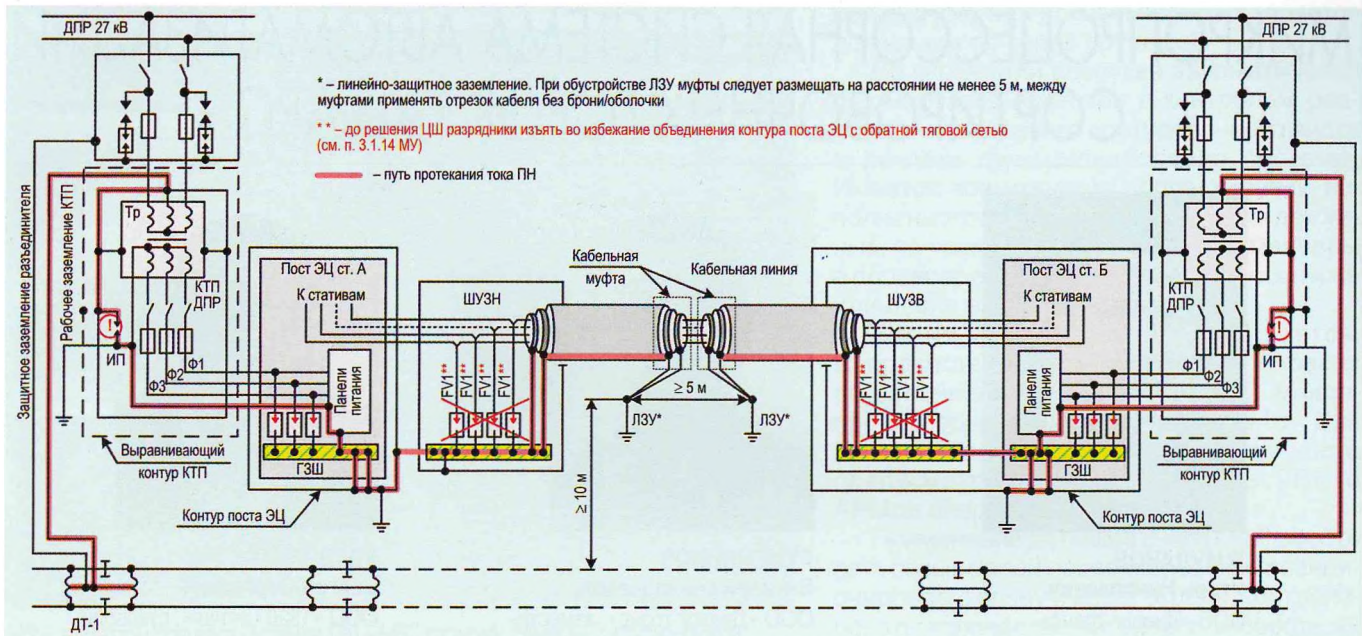 ДПР 27 кВ
ДПР 27 кВ
* – линейно-защитное заземление. При обустройстве ЛЗУ муфты следует размещать на расстоянии не менее 5 м, между
муфтами применять отрезок кабеля без брони/оболочки
** – до решения ЦШ разрядники изъять во избежание объединения контура поста ЭЦ с обратной тяговой сетью
(см. п. 3.1.14 МУ)
– путь протекания тока ПН
Защитное заземление разъединителя
Рабочее заземление КТП
Тр
КТП
ДПР
!
ИП
Ф1
Ф2
Ф3
Выравнивающий
контур КТП
Пост ЭЦ ст. А
К стативам
Панели
питания
ГЗШ
Контур поста ЭЦ
ШУЗН
FV1**
FV1**
FV1**
FV1**
Кабельная
муфта
Кабельная линия
≥ 5 м
ЛЗУ*
ЛЗУ*
≥ 10 м
ШУЗВ
FV1**
FV1**
FV1**
FV1**
Пост ЭЦ ст. Б
К стативам
Панели
питания
ГЗШ
Контур поста ЭЦ
Тр
КТП
ДПР
!
ИП
Ф1
Ф2
Ф3
Выравнивающий
контур КТП
ДТ-1